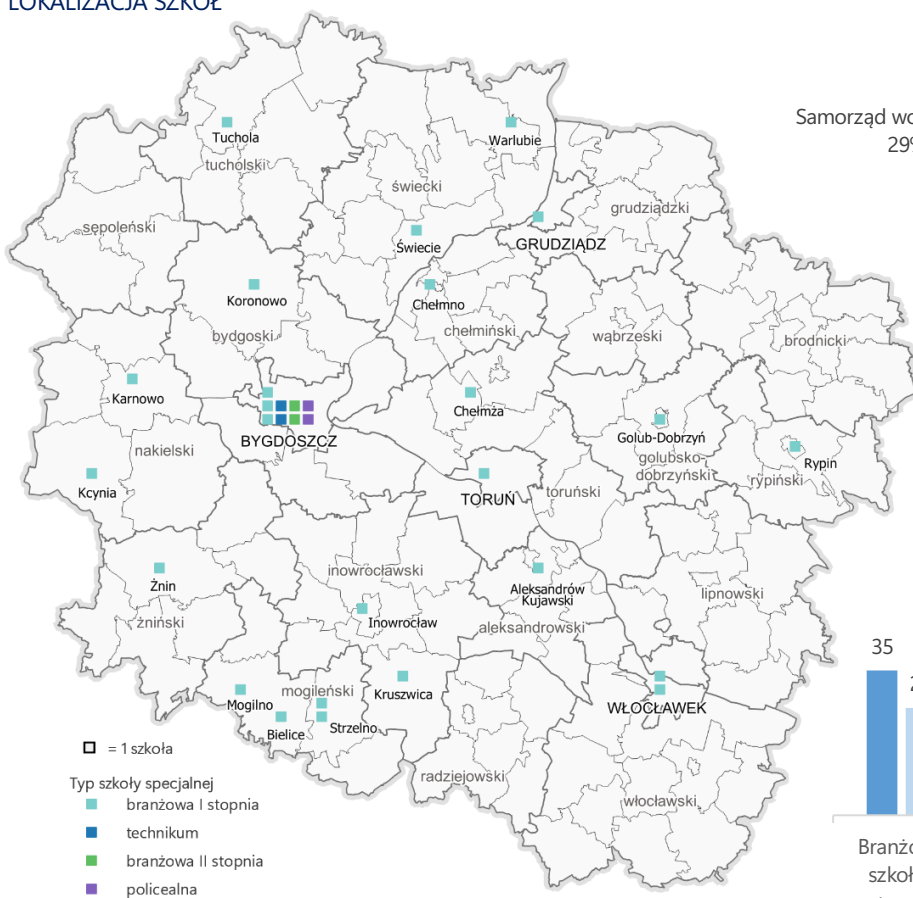 LOKALIZACJA SZKÓŁ
Samorząd
29%
Tuchola
tucholski
Warlubie
świecki
grudziądzki
sępoleński
Świecie
GRUDZIĄDZ
Koronowo
Chełmno
chełmiński
bydgoski
wąbrzeski
brodnicki
Karnowo
Chełmża
BYDGOSZCZ
Golub-Dobrzyń
nakielski
golubsko-
dobrzyński
Rypin
rypiński
Kcynia
TORUŃ
toruński
inowrocławski
Żnin
Aleksandrów
Kujawski
lipnowski
żniński
Inowrocław
aleksandrowski
35
2
mogileński
Kruszwica
Mogilno
Strzelno
Bielice
WŁOCŁAWEK
= 1 szkoła
radziejowski
Typ szkoły specjalnej
włocławski
branżowa I stopnia
technikum
branżowa II stopnia
policealna
Branżo
szkoł